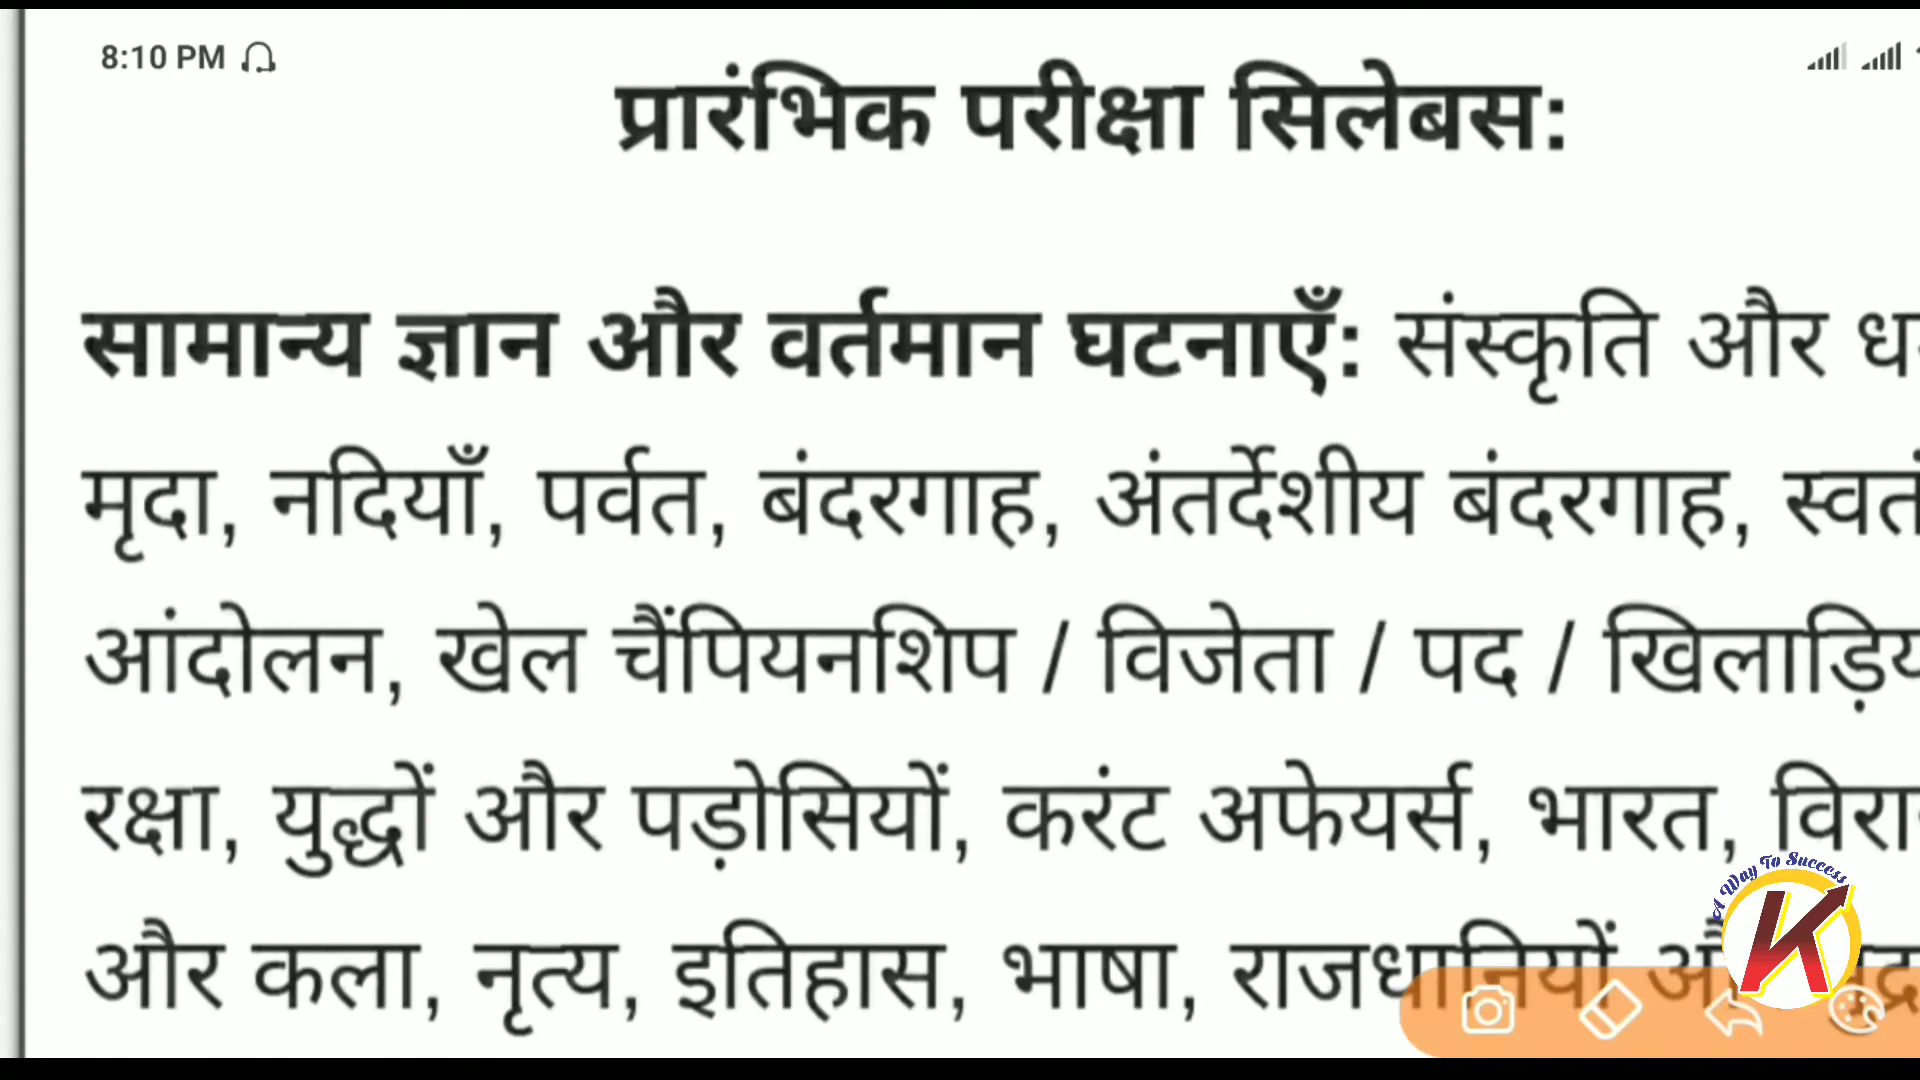 8:10 PM
प्रारंभिक परीक्षा सिलेबस:
सामान्य ज्ञान और वर्तमान घटनाएँ: संस्कृति और
मृदा, नदियाँ, पर्वत, बंदरगाह, अंतर्देशीय बंदरगाह,
आंदोलन, खेल चैंपियनशिप / विजेता / पद /
रक्षा, युद्धों और पड़ोसियों, करंट अफेयर्स, भारत,
और कला, नृत्य, इतिहास, भाषा, राजधानियों
A Way To Success
K